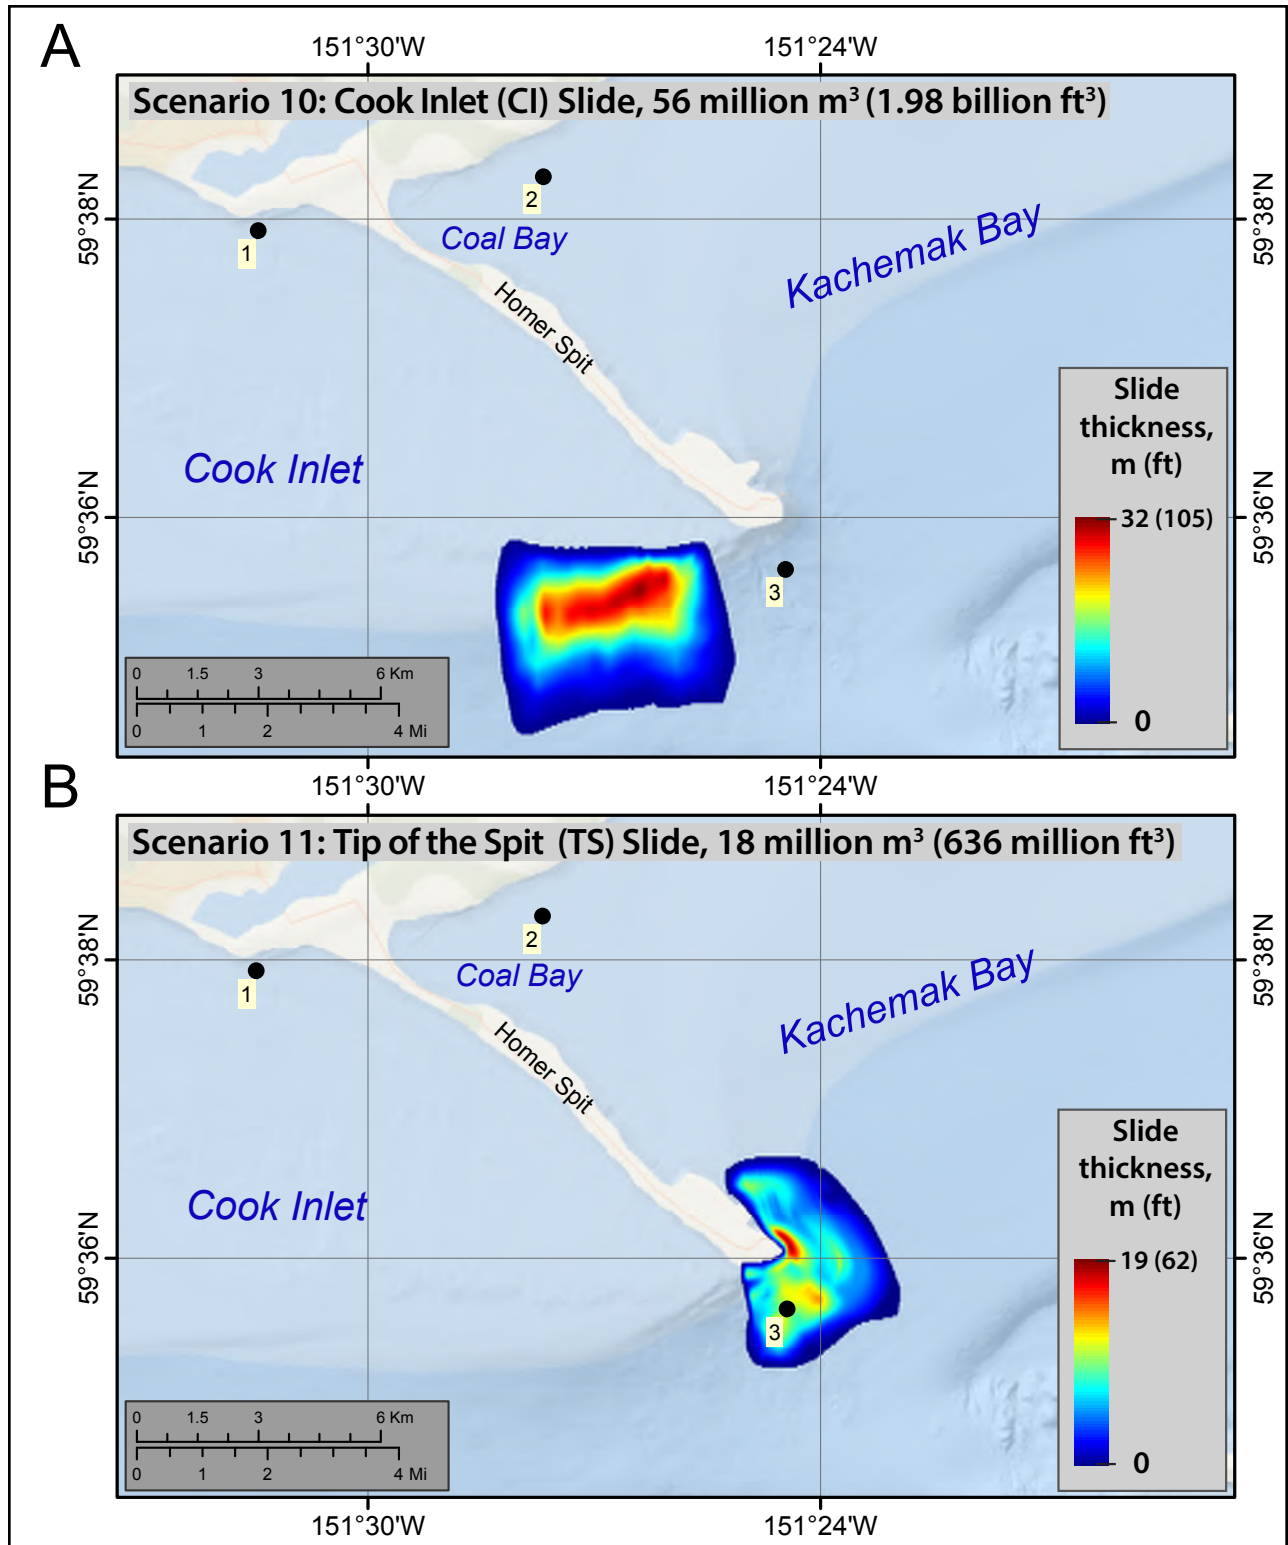 A
151°30'W 151°24'W
Scenario 10: Cook Inlet (CI) Slide, 56 million m³ (1.98 billion ft³)
2
59°38'N 59°38'N
1
Coal Bay
Kachemak Bay
Homer Spit
Slide
thickness,
m (ft)
Cook Inlet
32 (105)
59°36'N 59°36'N
3
0 1.5 3 6 Km
0 1 2 4 Mi
0
B
151°30'W 151°24'W
Scenario 11: Tip of the Spit (TS) Slide, 18 million m³ (636 million ft³)
2
59°38'N 59°38'N
1
Coal Bay
Kachemak Bay
Homer Spit
Slide
thickness,
m (ft)
Cook Inlet
19 (62)
59°36'N 59°36'N
3
0 1.5 3 6 Km
0 1 2 4 Mi
0
151°30'W 151°24'W